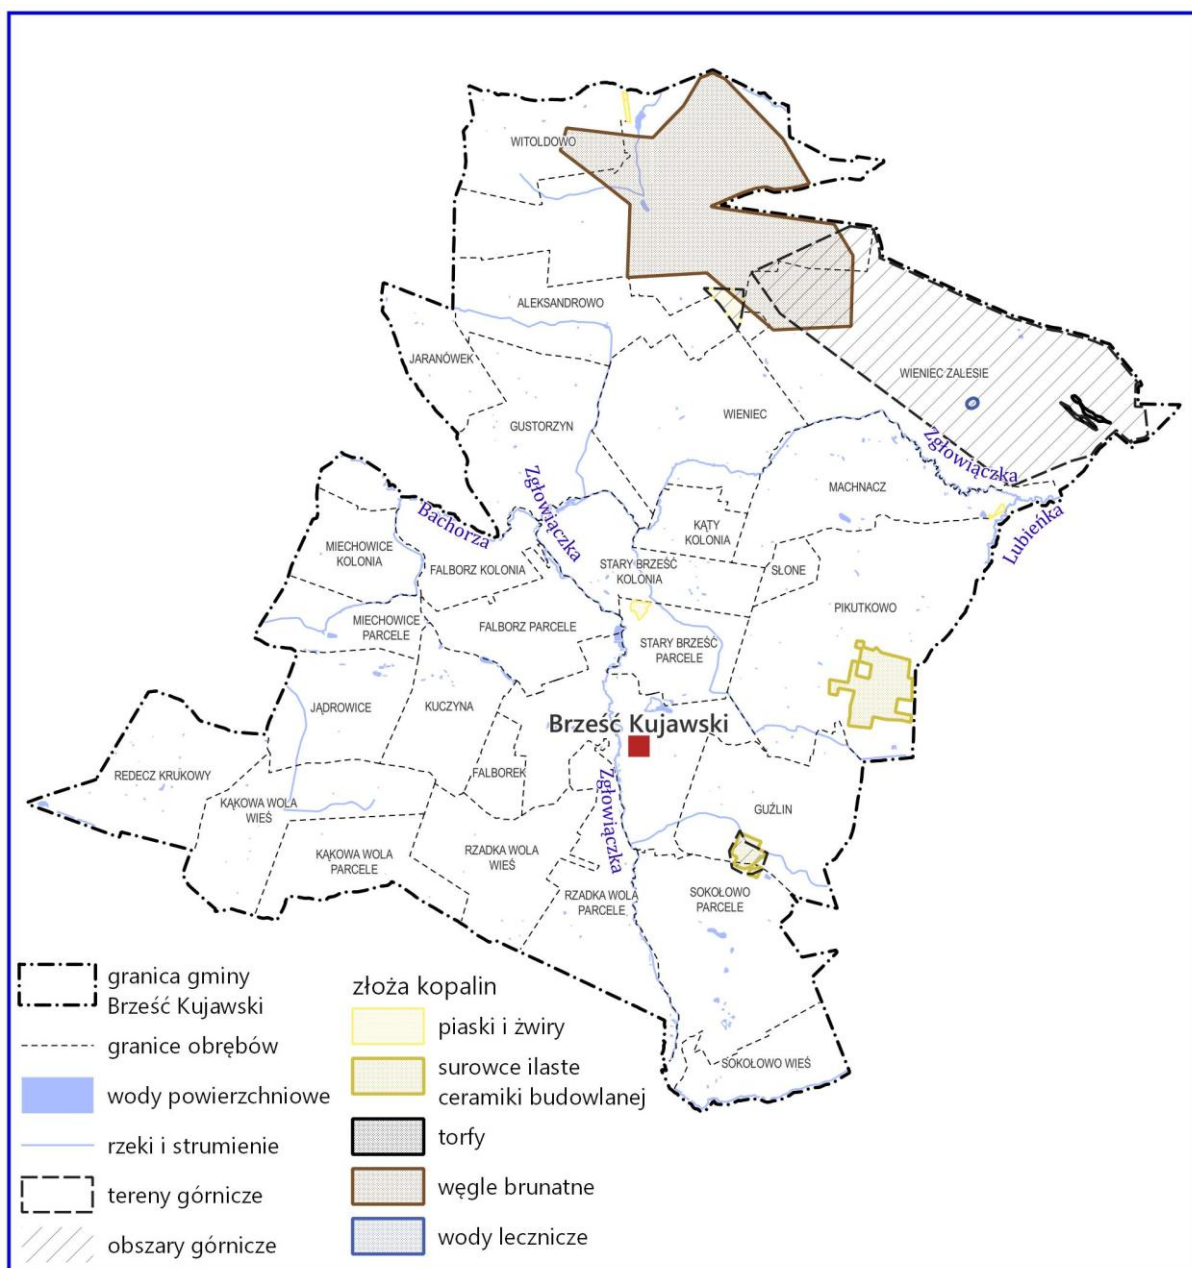 WITOLDOWO
ALEKSANDROWO
JARANÓWEK
WIENIEC ZALESIE
WIENIEC
GUSTORZYN
Zgłowiączka
MACHNACZ
Zgłowiączka
Bachorza
Lubieńka
KĄTY
KOLONIA
MIECHOWICE
KOLONIA
FALBORZ KOLONIA
STARY BRZEŚĆ
KOLONIA
SŁONE
PIKUTKOWO
MIECHOWICE
PARCELE
FALBORZ PARCELE
STARY BRZEŚĆ
PARCELE
JĄDROWICE
KUCZYNA
Brześć Kujawski
REDECZ KRUKOWY
FALBOREK
KĄKOWA WOLA
WIEŚ
Zgłowiączka
GUŹLIN
KĄKOWA WOLA
PARCELE
RZADKA WOLA
WIEŚ
RZADKA WOLA
PARCELE
SOKOŁOWO
PARCELE
SOKOŁOWO WIEŚ
granica gminy
Brześć Kujawski
granice obrębów
wody powierzchniowe
rzeki i strumienie
tereny górnicze
obszary górnicze
złoża kopalin
piaski i żwiry
surowce ilaste
ceramiki budowlanej
torfy
węgle brunatne
wody lecznicze